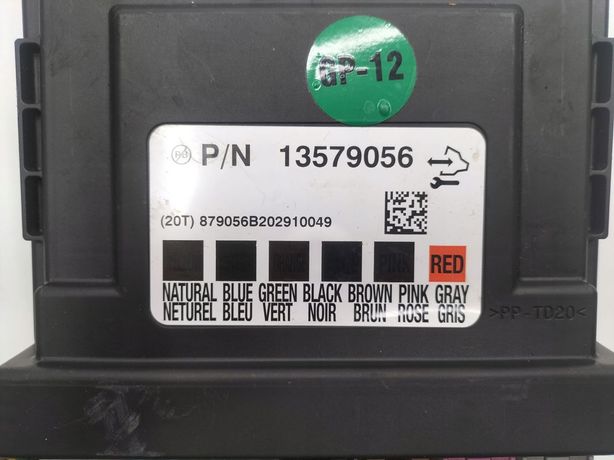 GP-12
P/N 13579056
(20T) 879056B202910049
RED
NATURAL BLUE GREEN BLACK BROWN PINK GRAY
NETUREL BLEU VERT NOIR BRUN ROSE GRIS
>PP-TD20<